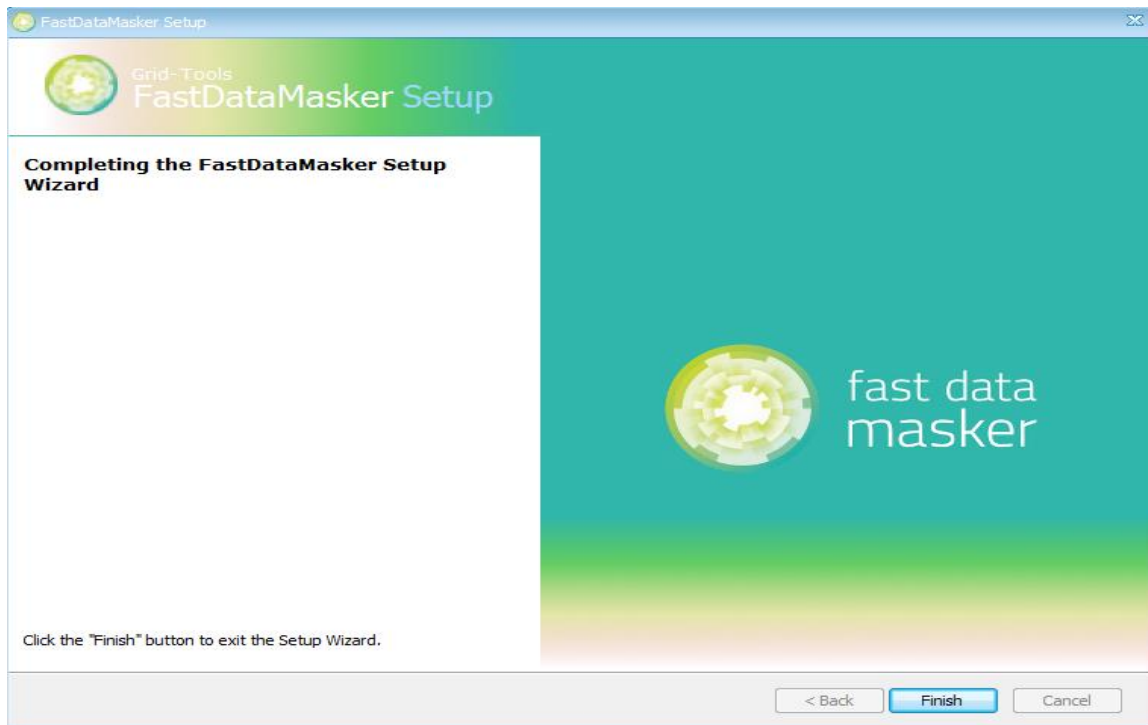 FastDataMasker Setup
Grid-Tools
FastDataMasker Setup
Completing the FastDataMasker Setup
Wizard
fast data
masker
Click the "Finish" button to exit the Setup Wizard.
< Back
Finish
Cancel